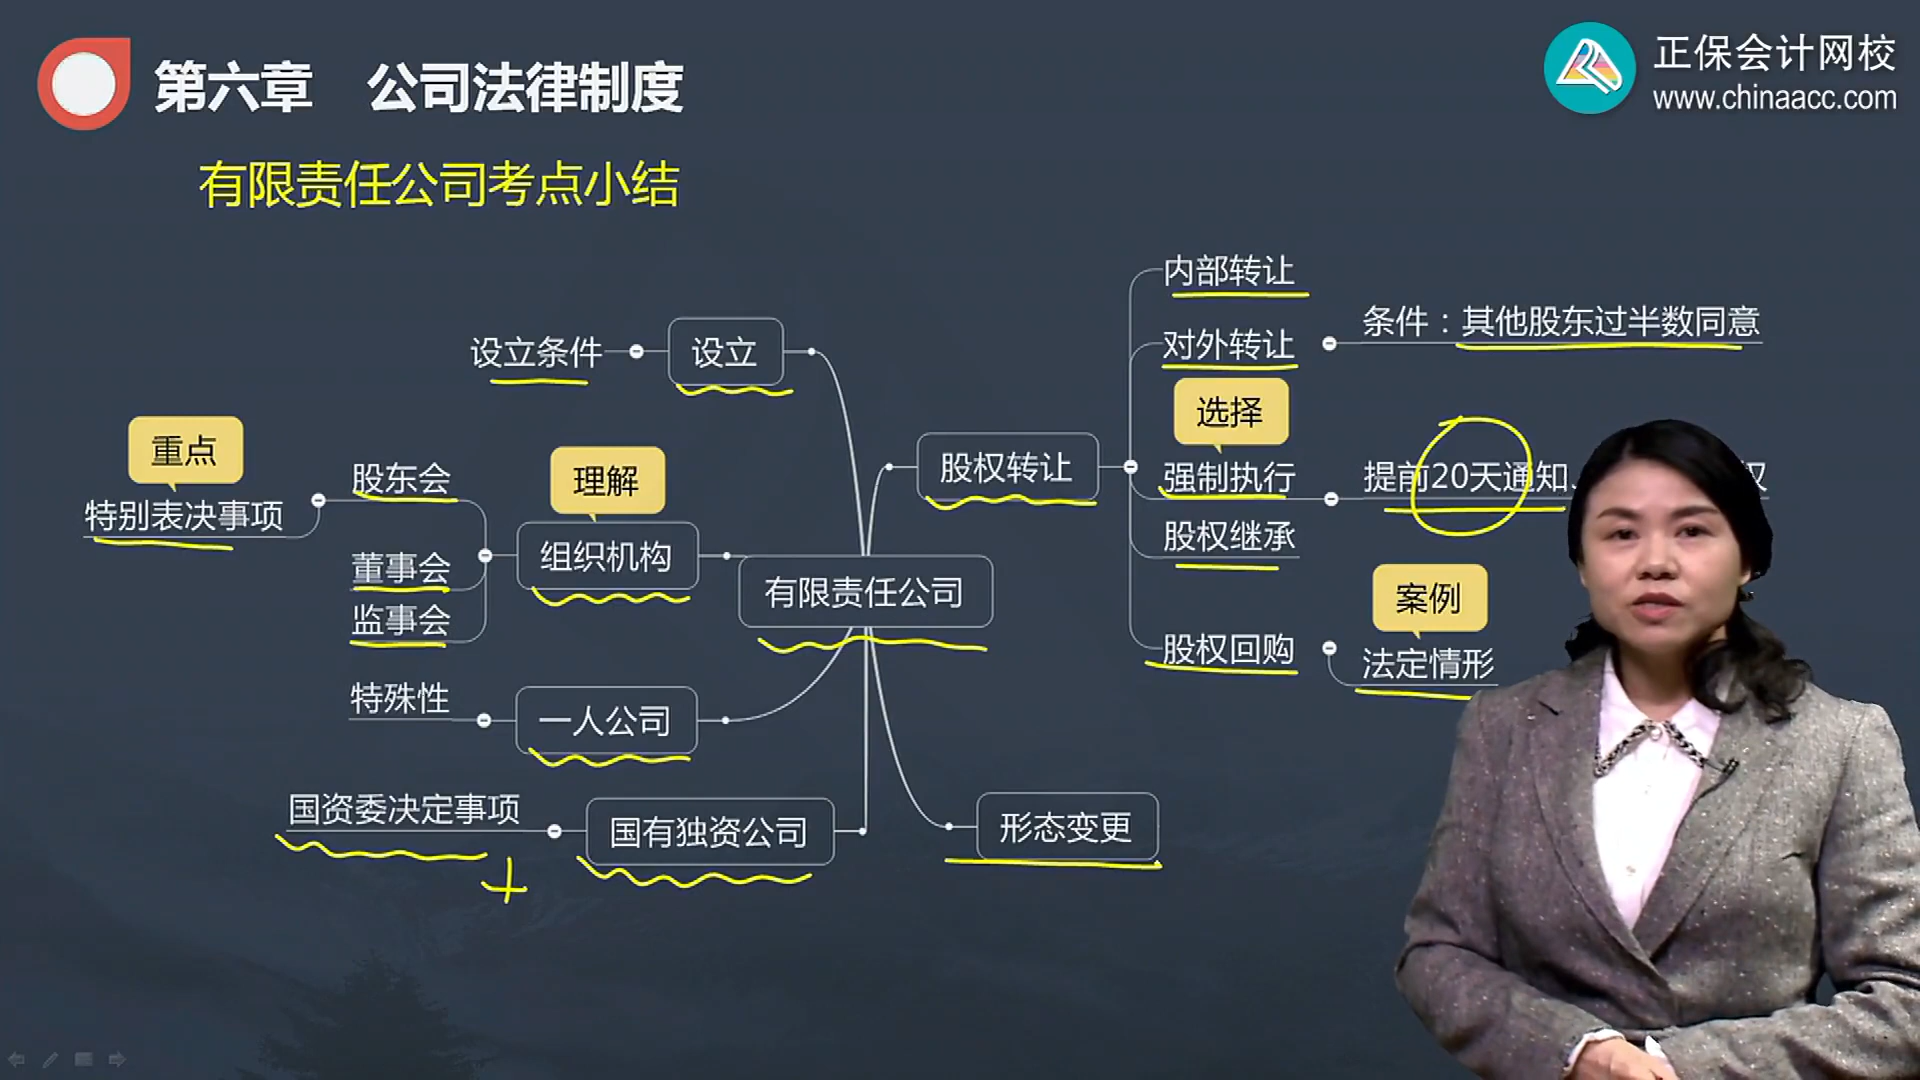 第六章 公司法律制度
正保会计网校
www.chinaacc.com
有限责任公司考点小结
内部转让
条件：其他股东过半数同意
对外转让
设立条件
设立
选择
重点
股权转让
强制执行
提前20天通知
股东会
理解
特别表决事项
股权继承
组织机构
董事会
有限责任公司
案例
监事会
股权回购
法定情形
特殊性
一人公司
国资委决定事项
国有独资公司
形态变更